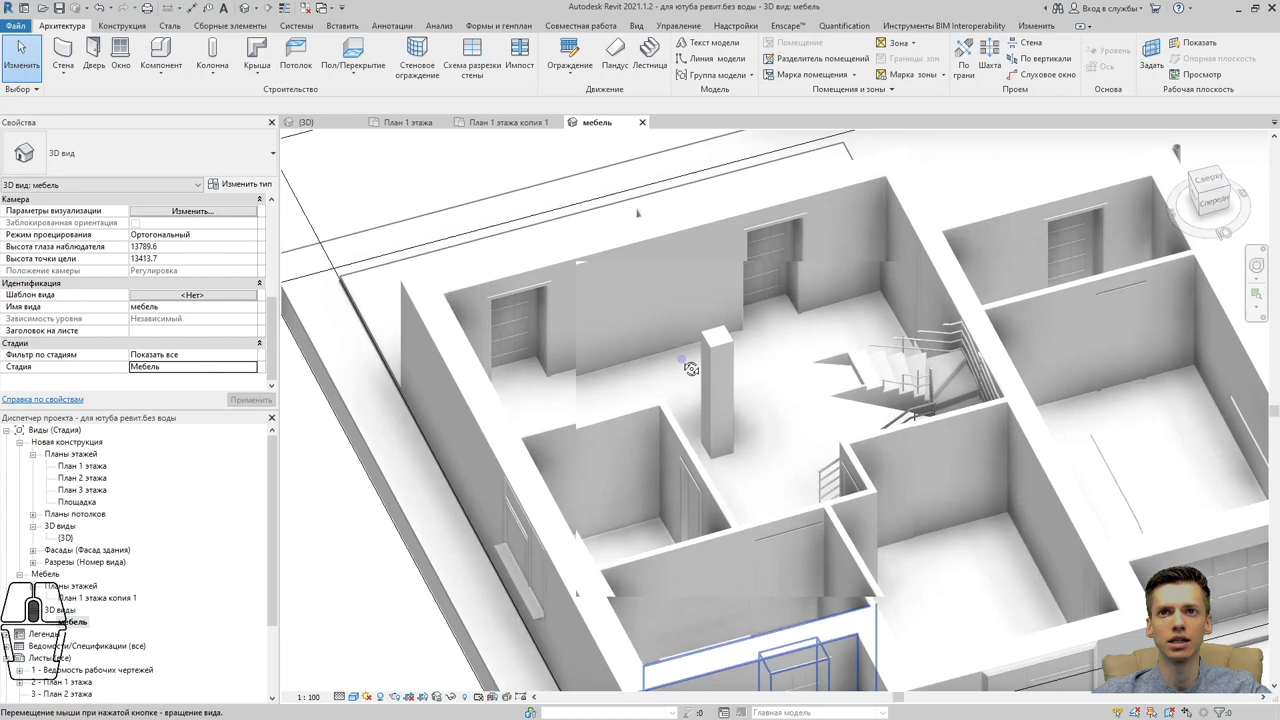 Autodesk Revit 2021.1.2 - для ютуба ревит.без воды - 3D вид: мебель
Вход в службы
Файл Архитектура Конструкция Сталь Сборные элементы Системы Вставить Аннотации Анализ Формы и генплан Совместная работа Вид Управление Настройки Enscape™ Quantification Инструменты BIM Interoperability Изменить
Изменить Стена Дверь Окно Компонент Колонна Крыша Потолок Пол/Перекрытие Стеновое ограждение Схема разрезки стены Импост Ограждение Пандус Лестница
Текст модели
Линия модели
Группа модели
Помещение
Разделитель помещений
Марка помещения
Зона
Границы зон
Марка зоны
По грани
Шахта
Стена
По вертикали
Слуховое окно
Уровень
Ось
Задать
Показать
Опорная плоскость
Просмотр
Выбор Строительство Движение Модель Помещения и зоны Проем Основа Рабочая плоскость
Свойства
{3D} План 1 этажа План 1 этажа копия 1 мебель
3D вид
3D вид: мебель Изменить тип
Камера
Параметры визуализации Изменить...
Заблокированная ориентация
Режим проецирования Ортогональный
Высота глаза наблюдателя 13789.6
Высота точки цели 13413.7
Положение камеры Регулировка
Идентификация
Шаблон вида <Нет>
Имя вида мебель
Зависимость уровня Независимый
Заголовок на листе
Стадии
Фильтр по стадиям Показать все
Стадия Мебель
Справка по свойствам Применить
Диспетчер проекта - для ютуба ревит.без воды
Виды (Стадия)
Новая конструкция
Планы этажей
План 1 этажа
План 2 этажа
План 3 этажа
Площадка
Планы потолков
3D виды
{3D}
Фасады (Фасад здания)
Разрезы (Номер вида)
Мебель
Планы этажей
План 1 этажа копия 1
3D виды
мебель
Ведомости/Спецификации (все)
1 - Ведомость рабочих чертежей
2 - План 1 этажа
3 - План 2 этажа
Сверху
Спереди
1 : 100
Перемещение мыши при нажатой кнопке - вращение вида.
:0
Главная модель
:0